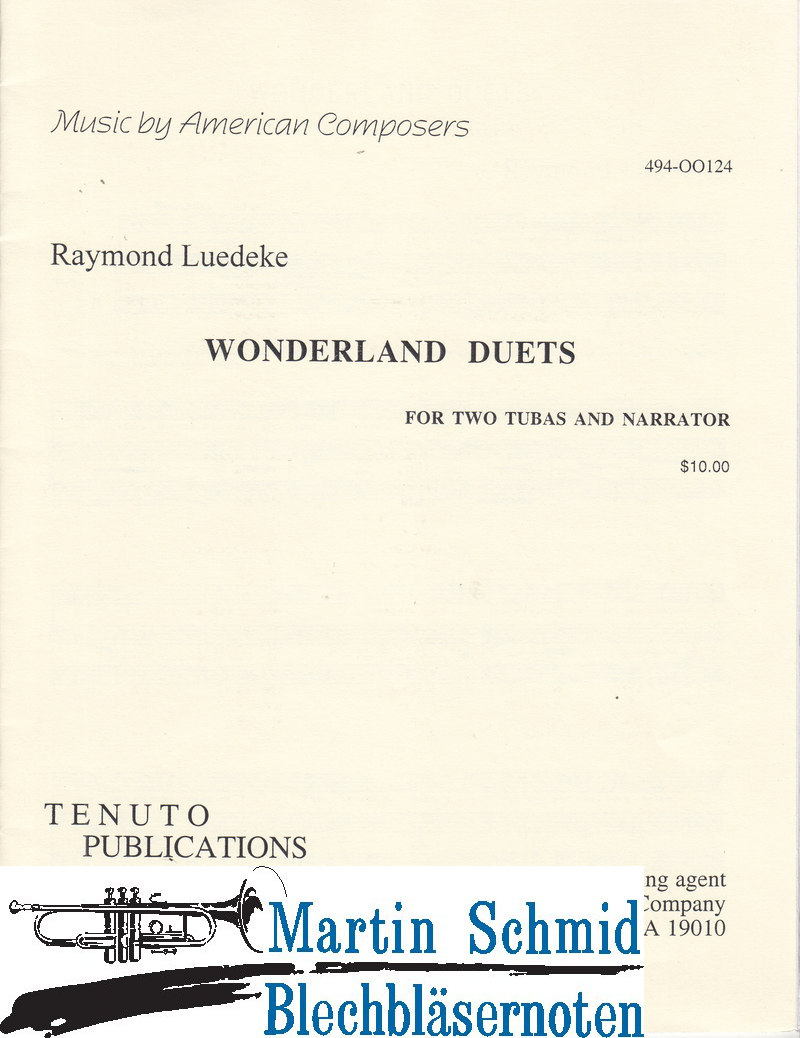 Music by American Composers
494-OO124
Raymond Luedeke
WONDERLAND DUETS
FOR TWO TUBAS AND NARRATOR
$10.00
TENUTO
PUBLICATIONS
agent
Company
19010
Martin Schmid
Blechbläsernoten